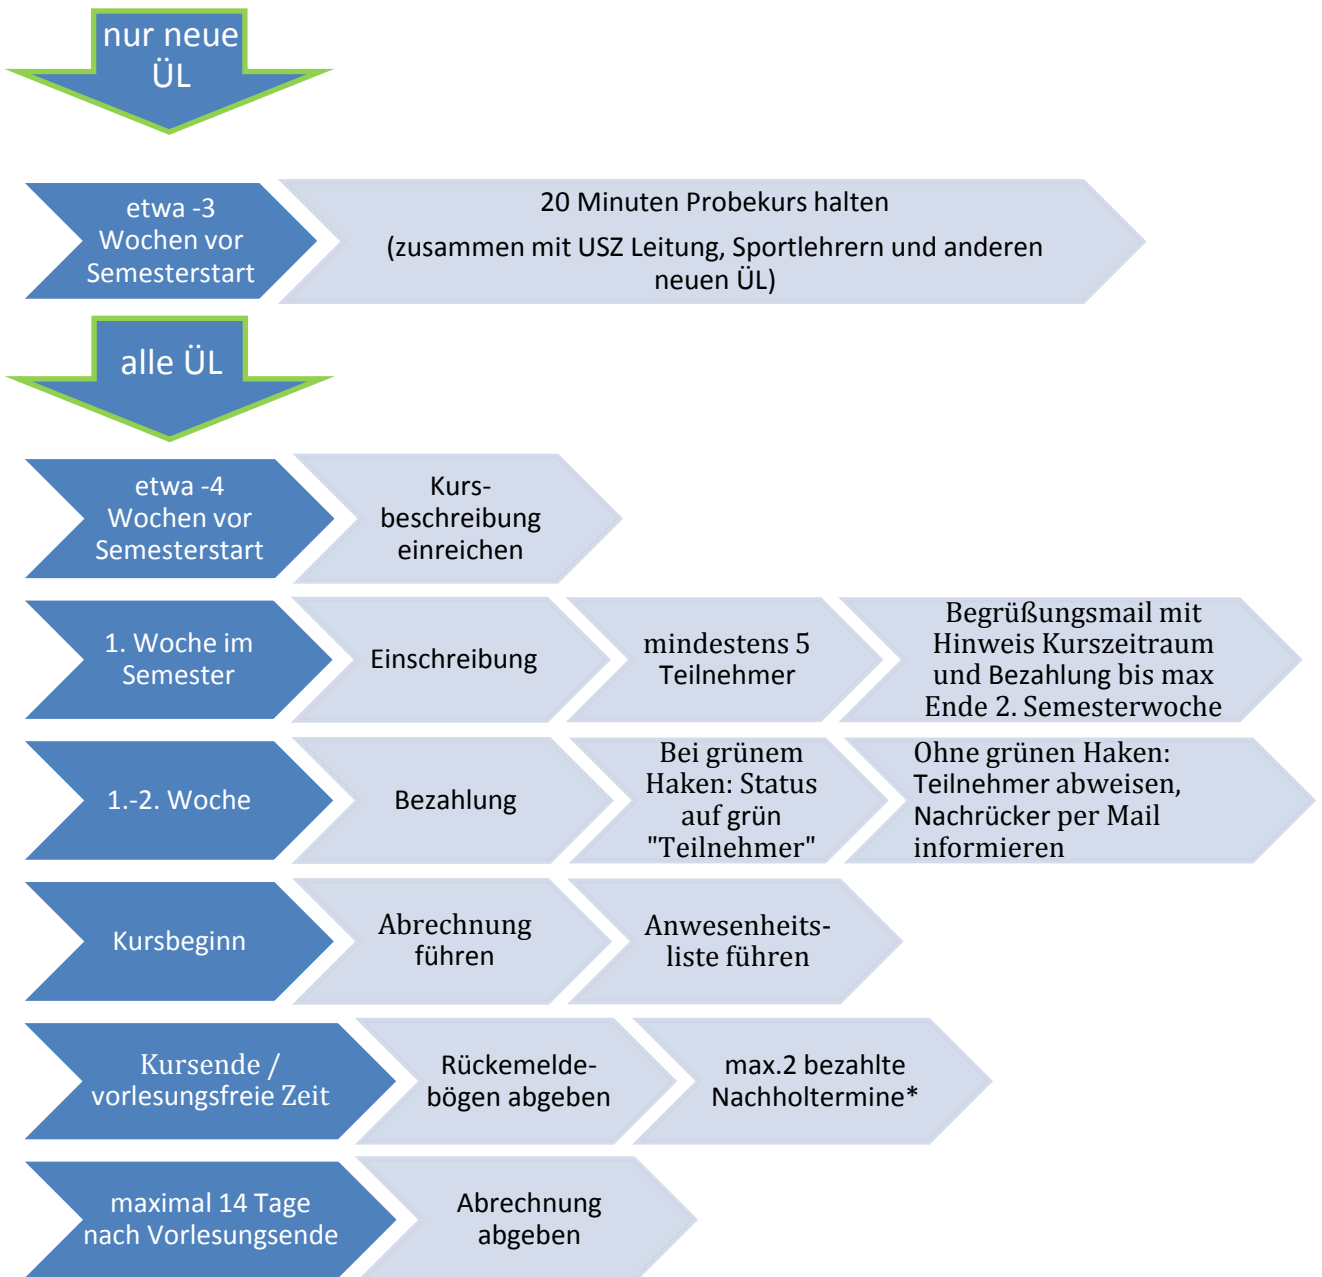 nur neue
ÜL
etwa -3
Wochen vor
Semesterstart
20 Minuten Probekurs halten
(zusammen mit USZ Leitung, Sportlehrern und anderen
neuen ÜL)
alle ÜL
etwa -4
Wochen vor
Semesterstart
Kurs-
beschreibung
einreichen
1. Woche im
Semester
Einschreibung
mindestens 5
Teilnehmer
Begrüßungsmail mit
Hinweis Kurszeitraum
und Bezahlung bis max
Ende 2. Semesterwoche
1.-2. Woche
Bezahlung
Bei grünem
Haken: Status
auf grün
"Teilnehmer"
Ohne grünen Haken:
Teilnehmer abweisen,
Nachrücker per Mail
informieren
Kursbeginn
Abrechnung
führen
Anwesenheits-
liste führen
Kursende /
vorlesungsfreie Zeit
Rückemelde-
bögen abgeben
max.2 bezahlte
Nachholtermine*
maximal 14 Tage
nach Vorlesungsende
Abrechnung
abgeben